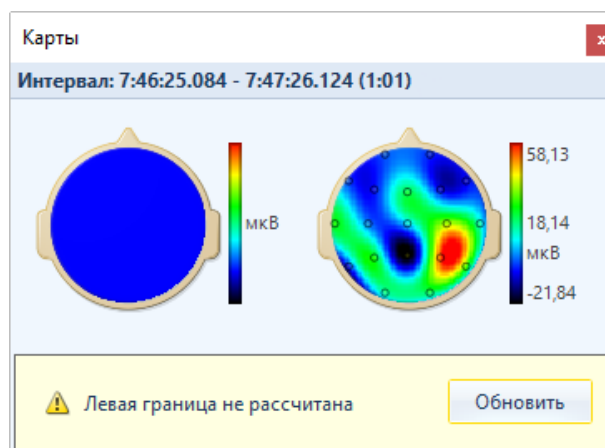 Карты
x
Интервал: 7:46:25.084 - 7:47:26.124 (1:01)
мкВ
58,13
18,14
мкВ
-21,84
Левая граница не рассчитана
Обновить